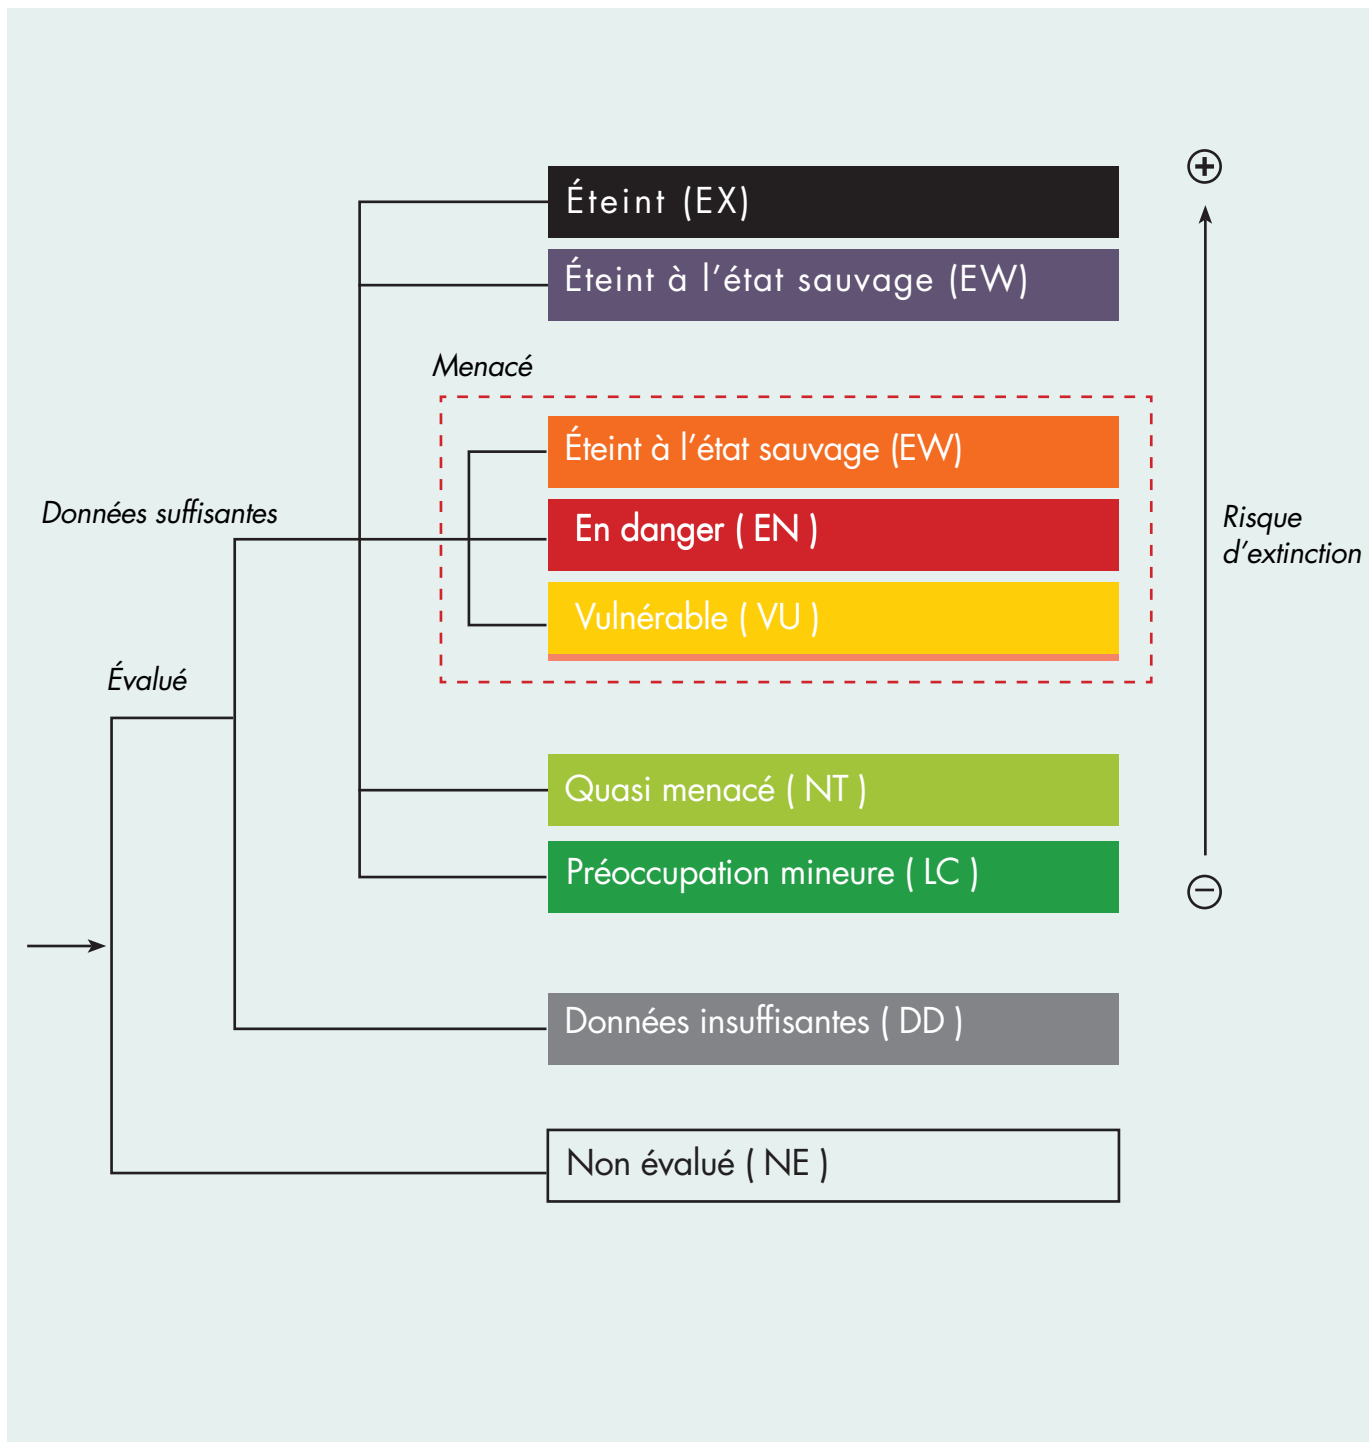 Éteint (EX)
Éteint à l’état sauvage (EW)
Menacé
Éteint à l’état sauvage (EW)
Données suffisantes
En danger ( EN )
Risque
d’extinction
Vulnérable ( VU )
Évalué
Quasi menacé ( NT )
Préoccupation mineure ( LC )
Données insuffisantes ( DD )
Non évalué ( NE )